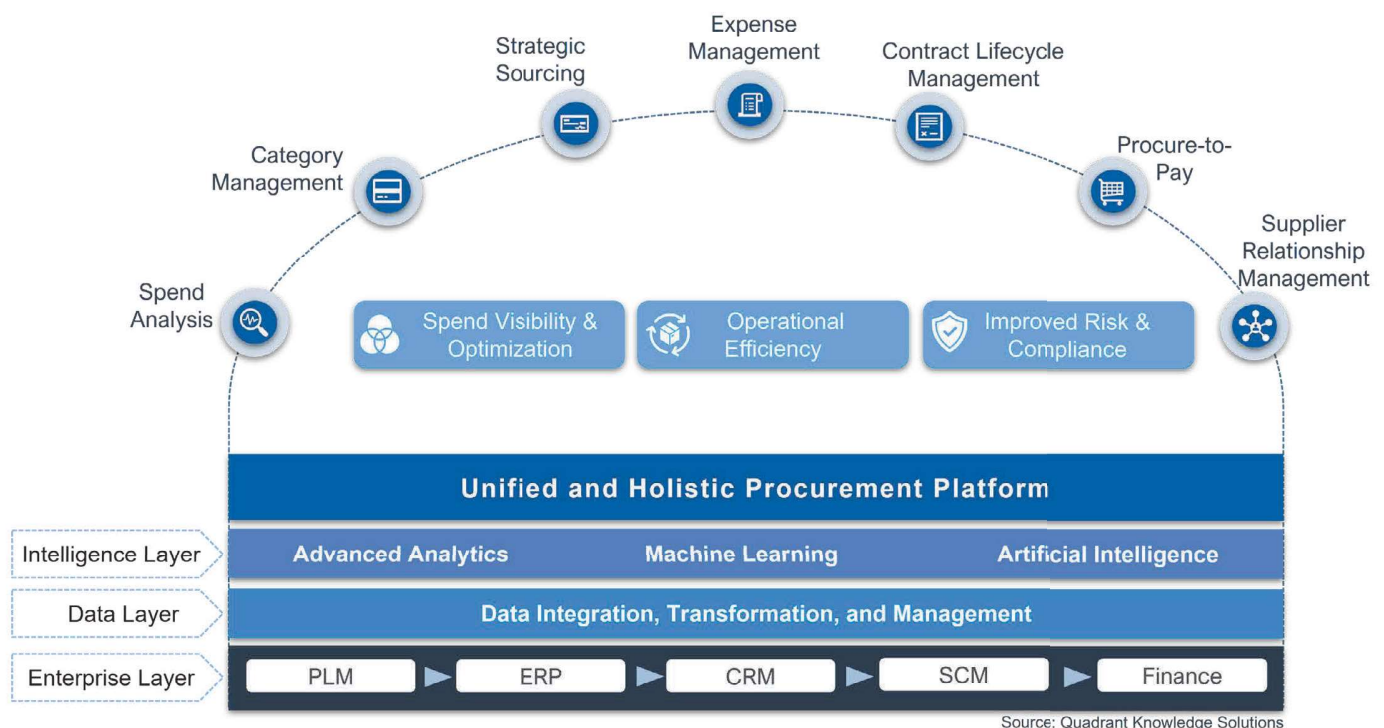 Expense
Management
Strategic
Sourcing
Contract Lifecycle
Management
Category
Management
Procure-to-
Pay
Supplier
Relationship
Management
Spend
Analysis
Spend Visibility &
Optimization
Operational
Efficiency
Improved Risk &
Compliance
Unified and Holistic Procurement Platform
Intelligence Layer
Advanced Analytics
Machine Learning
Artificial Intelligence
Data Layer
Data Integration, Transformation, and Management
Enterprise Layer
PLM
ERP
CRM
SCM
Finance
Source: Quadrant Knowledge Solutions